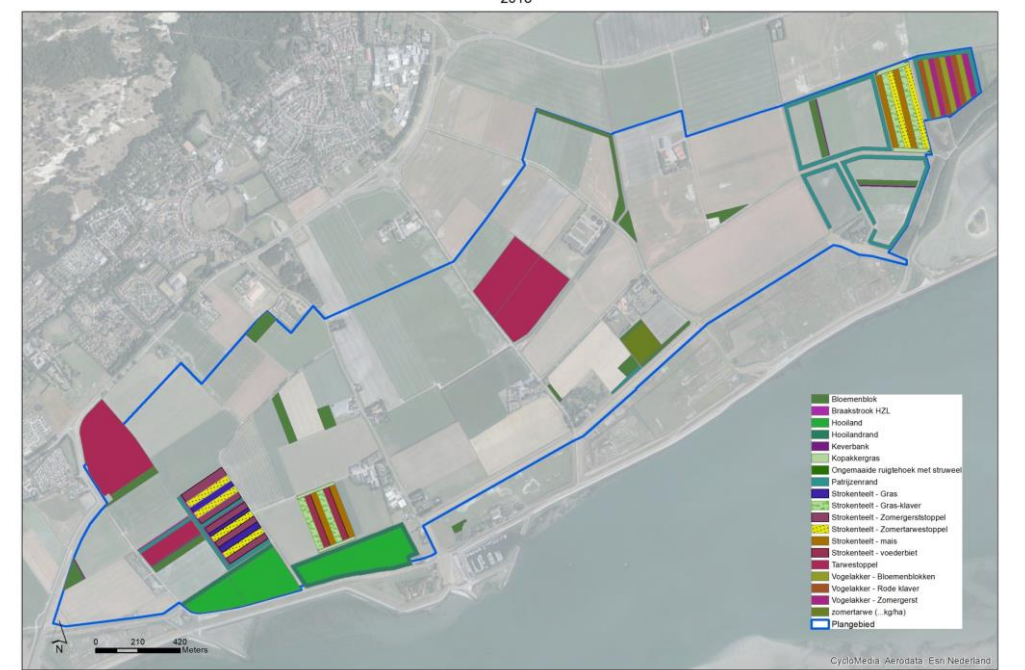 Bloemenblok
Braakstrook HZL
Hooiland
Hooilandrand
Keverbank
Kopakkergras
Ongemaaide ruigtehoek met struweel
Patrijzenrand
Strokenteelt - Gras
Strokenteelt - Gras-klaver
Strokenteelt - Zomergerststoppel
Strokenteelt - Zomertarwestoppel
Strokenteelt - mais
Strokenteelt - voederbiet
Tarwestoppel
Vogelakker - Bloemenblokken
Vogelakker - Rode klaver
Vogelakker - Zomergerst
zomertarwe (...kg/ha)
Plangebied
N
0 210 420
Meters
CycloMedia Aerodata Esri Nederland